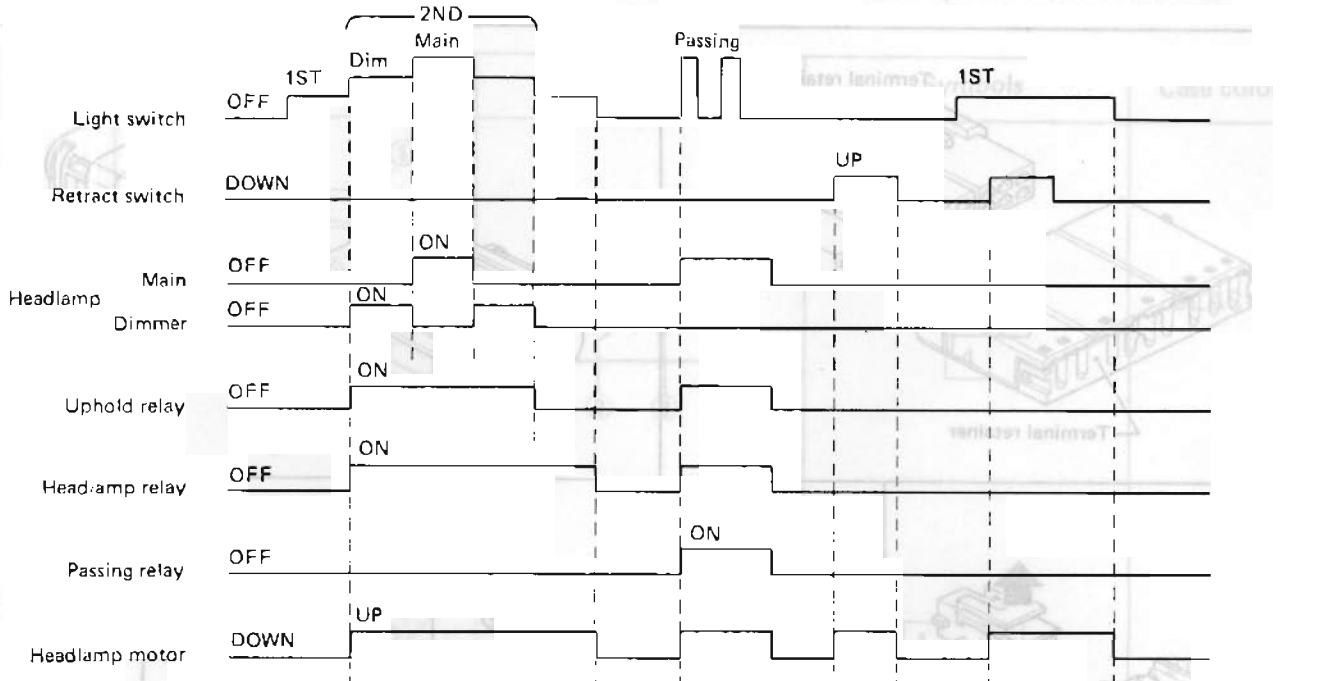 2ND
Main
Passing
Dim
1ST
1ST
OFF
Light switch
UP
DOWN
Retract switch
ON
OFF
Main
ON
Headlamp
OFF
Dimmer
ON
OFF
Uphold relay
Terminal retainer
ON
OFF
Headlamp relay
ON
OFF
Passing relay
UP
DOWN
Headlamp motor